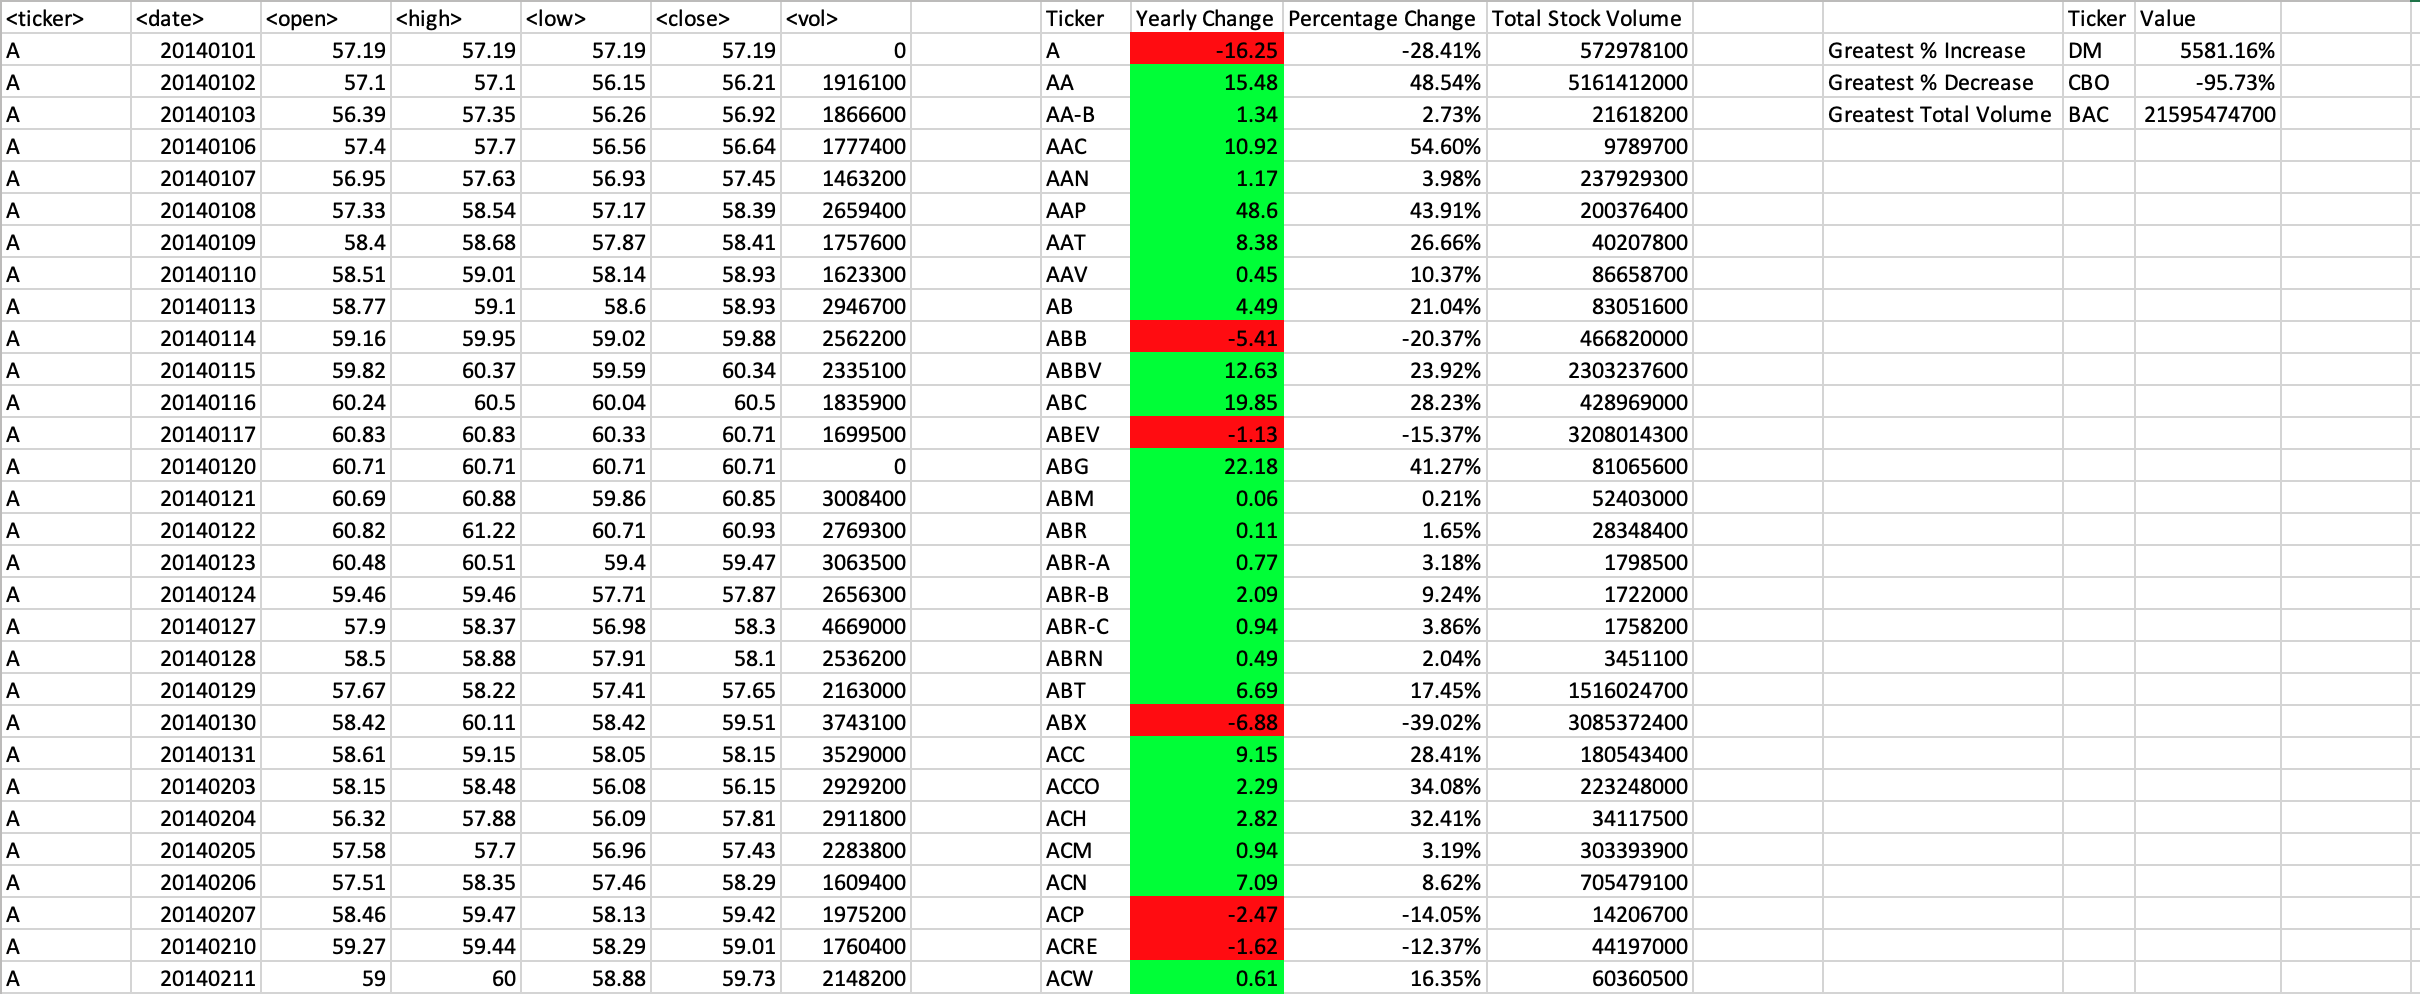 <ticker> <date> <open> <high> <low> <close> <vol> Ticker Yearly Change Percentage Change Total Stock Volume Ticker Value
A 20140101 57.19 57.19 57.19 57.19 0 A -16.25 -28.41% 572978100 Greatest % Increase DM 5581.16%
A 20140102 57.1 57.1 56.15 56.21 1916100 AA 15.48 48.54% 5161412000 Greatest % Decrease CBO -95.73%
A 20140103 56.39 57.35 56.26 56.92 1866600 AA-B 1.34 2.73% 21618200 Greatest Total Volume BAC 21595474700
A 20140106 57.4 57.7 56.56 56.64 1777400 AAC 10.92 54.60% 9789700
A 20140107 56.95 57.63 56.93 57.45 1463200 AAN 1.17 3.98% 237929300
A 20140108 57.33 58.54 57.17 58.39 2659400 AAP 48.6 43.91% 200376400
A 20140109 58.4 58.68 57.87 58.41 1757600 AAT 8.38 26.66% 40207800
A 20140110 58.51 59.01 58.14 58.93 1623300 AAV 0.45 10.37% 86658700
A 20140113 58.77 59.1 58.6 58.93 2946700 AB 4.49 21.04% 83051600
A 20140114 59.16 59.95 59.02 59.88 2562200 ABB -5.41 -20.37% 466820000
A 20140115 59.82 60.37 59.59 60.34 2335100 ABBV 12.63 23.92% 2303237600
A 20140116 60.24 60.5 60.04 60.5 1835900 ABC 19.85 28.23% 428969000
A 20140117 60.83 60.83 60.33 60.71 1699500 ABEV -1.13 -15.37% 3208014300
A 20140120 60.71 60.71 60.71 60.71 0 ABG 22.18 41.27% 81065600
A 20140121 60.69 60.88 59.86 60.85 3008400 ABM 0.06 0.21% 52403000
A 20140122 60.82 61.22 60.71 60.93 2769300 ABR 0.11 1.65% 28348400
A 20140123 60.48 60.51 59.4 59.47 3063500 ABR-A 0.77 3.18% 1798500
A 20140124 59.46 59.46 57.71 57.87 2656300 ABR-B 2.09 9.24% 1722000
A 20140127 57.9 58.37 56.98 58.3 4669000 ABR-C 0.94 3.86% 1758200
A 20140128 58.5 58.88 57.91 58.1 2536200 ABRN 0.49 2.04% 3451100
A 20140129 57.67 58.22 57.41 57.65 2163000 ABT 6.69 17.45% 1516024700
A 20140130 58.42 60.11 58.42 59.51 3743100 ABX -6.88 -39.02% 3085372400
A 20140131 58.61 59.15 58.05 58.15 3529000 ACC 9.15 28.41% 180543400
A 20140203 58.15 58.48 56.08 56.15 2929200 ACCO 2.29 34.08% 223248000
A 20140204 56.32 57.88 56.09 57.81 2911800 ACH 2.82 32.41% 34117500
A 20140205 57.58 57.7 56.96 57.43 2283800 ACM 0.94 3.19% 303393900
A 20140206 57.51 58.35 57.46 58.29 1609400 ACN 7.09 8.62% 705479100
A 20140207 58.46 59.47 58.13 59.42 1975200 ACP -2.47 -14.05% 14206700
A 20140210 59.27 59.44 58.29 59.01 1760400 ACRE -1.62 -12.37% 44197000
A 20140211 59 60 58.88 59.73 2148200 ACW 0.61 16.35% 60360500